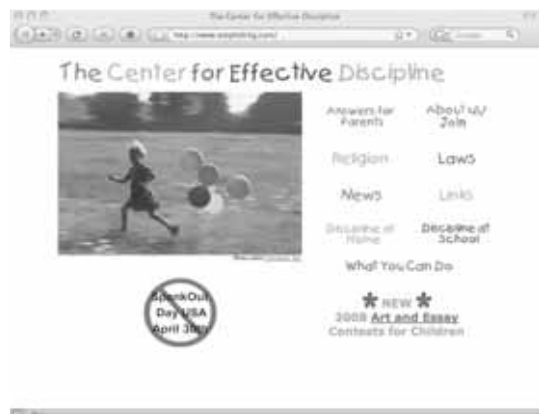 The Center for Effective Discipline
The Center for Effective Discipline
Answers for
Parents
About us/
Join
Religion
Laws
News
Links
Discipline at
Home
Discipline at
School
What You Can Do
SpankOut
Day USA
April 30th
NEW
2008 Art and Essay
Contests for Children